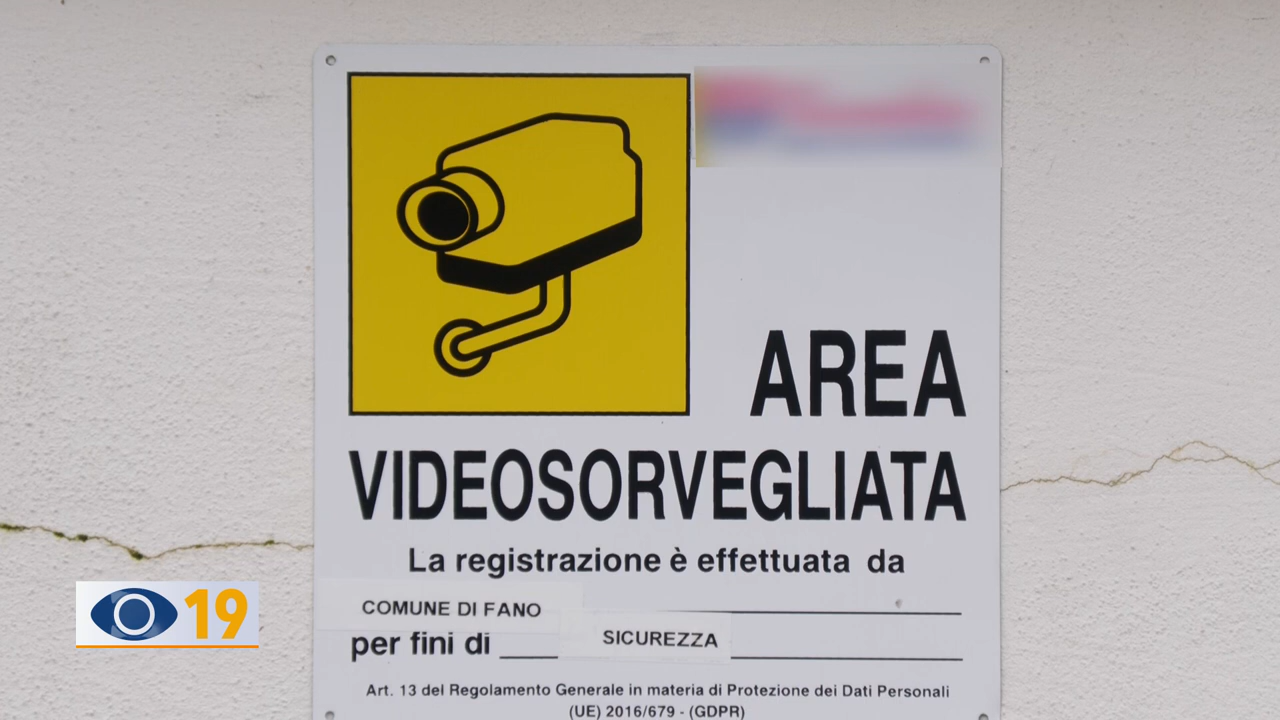 AREA
VIDEOSORVEGLIATA
La registrazione è effettuata da
COMUNE DI FANO
per fini di SICUREZZA
Art. 13 del Regolamento Generale in materia di Protezione dei Dati Personali
(UE) 2016/679 - (GDPR)
19